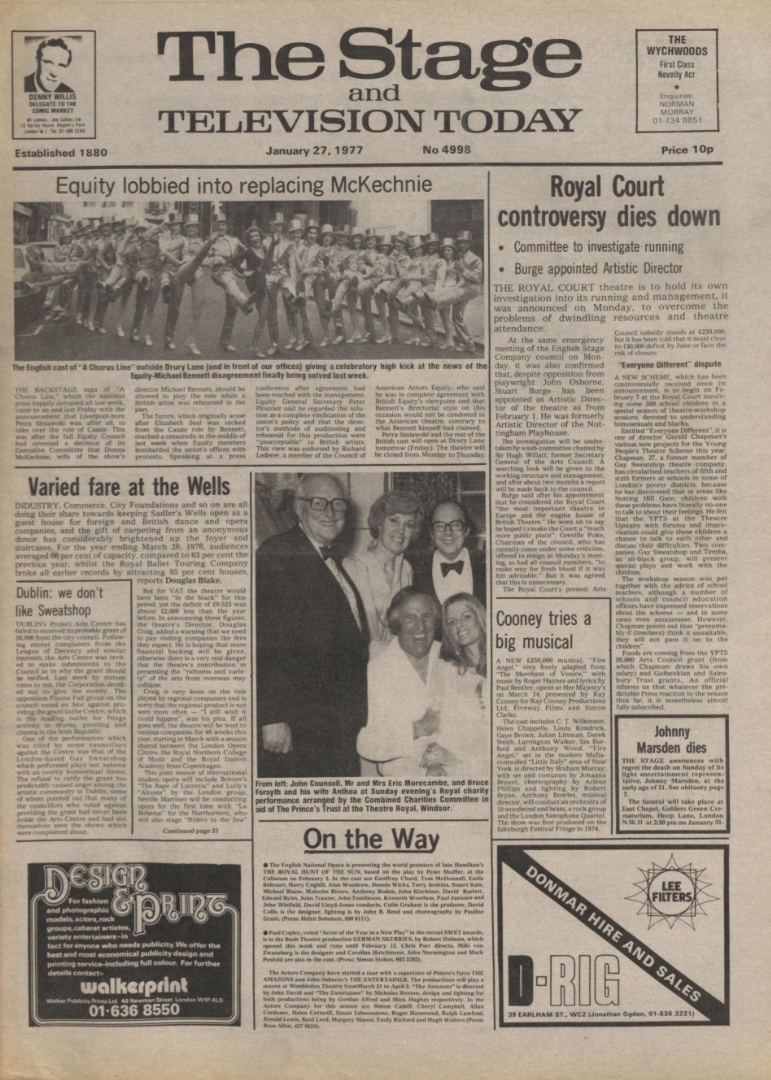 DENNY WILLIS
DELEGATE TO THE
COMIC MARKET
The Stage
and
TELEVISION TODAY
THE
WYCHWOODS
First Class
Novelty Act
Enquiries
NORMAN
MURRAY
01-734 8851
Established 1880
January 27, 1977
No 4998
Price 10p
Equity lobbied into replacing McKechnie
The English cast of "A Chorus Line" outside Drury Lane (and in front of our offices) giving a celebratory high kick at the news of the
Equity-Michael Bennett disagreement finally being solved last week.
THE BACKSTAGE saga of "A
Chorus Line," which the national
press happily occupied all last week,
came to an end last Friday with the
announcement that Liverpool-born
Petra Siniawski was after all, to
take over the role of Cassie. This
was after the full Equity Council
had reversed a decision of its
Executive Committee that Donna
McKechnie, wife of the show's
director Michael Bennett, should be
allowed to play the role while a
British artist was rehearsed in the
part.
The furore, which originally arose
after Elizabeth Seal was sacked
from the Cassie role by Bennett,
reached a crescendo in the middle of
last week when Equity members
bombarded the union's offices with
protests. Speaking at a press
conference after agreement had
been reached with the management,
Equity General Secretary Peter
Plouviez said he regarded the solu-
tion as a complete vindication of the
union's policy and that the direc-
tor's methods of auditioning and
rehearsal for this production were
"unacceptable" to British artists.
This view was endorsed by Richard
Lederer, a member of the Council of
American Actors Equity, who said
he was in complete agreement with
British Equity's viewpoint and that
Bennett's directorial style on this
occasion would not be condoned in
the American theatre, contrary to
what Bennett himself had claimed.
Petra Siniawski and the rest of the
British cast will open at Drury Lane
tomorrow (Friday). The theatre will
be closed from Monday to Thursday.
Royal Court
controversy dies down
• Committee to investigate running
• Burge appointed Artistic Director
THE ROYAL COURT theatre is to hold its own
investigation into its running and management, it
was announced on Monday, to overcome the
problems of dwindling resources and theatre
attendance.
At the same emergency
meeting of the English Stage
Company council on Mon-
day, it was also confirmed
that, despite opposition from
playwright John Osborne,
Stuart Burge has been
appointed as Artistic Direc-
tor of the theatre as from
February 1. He was formerly
Artistic Director of the Not-
tingham Playhouse.
The investigation will be under-
taken by a sub-committee chaired by
Sir Hugh Willatt, former Secretary
General of the Arts Council. A
searching look will be given to the
working structure and management,
and after about two months a report
will be made back to the council.
Burge said after his appointment
that he considered the Royal Court
"the most important theatre in
Europe and the engine house of
British Theatre." He went on to say
he hoped to make the Court a "much
more public place". Greville Poke,
Chairman of the council, who has
recently come under some criticism,
offered to resign at Monday's meet-
ing, as had all council members, "to
make way for fresh blood if it was
felt advisable." But it was agreed
that this is unnecessary.
The Royal Court's present Arts
Council subsidy stands at £220,000,
but it has been told that it must clear
its £40,000 deficit by June or face the
risk of closure.
"Everyone Different" dispute
A NEW SCHEME, which has been
controversially received since its
announcement, is to begin on Fe-
bruary 7 at the Royal Court involv-
ing some 500 school children in a
special season of theatre-workshop
sessions, devoted to understanding
homosexuals and blacks.
Entitled "Everyone Different", it is
one of director Gerald Chapman's
various new projects for the Young
People's Theatre Scheme this year.
Chapman, 27, a former member of
Gay Sweatshop theatre company,
has circularised teachers of fifth and
sixth formers at schools in some of
London's poorer districts, because
he has discovered that in areas like
Notting Hill Gate, children with
these problems have literally no-one
to talk to about their feelings. He felt
that the YPTS at the Theatre
Upstairs with forums and impro-
visation could give these children a
chance to talk to each other and
discuss their difficulties. Two com-
panies, Gay Sweatshop and Temba,
an all-black group, will present
special plays and work with the
children.
The workshop season was put
together with the advice of school
teachers, although a number of
schools and council education
officers have expressed reservations
about the scheme — and in some
cases even amazement. However,
Chapman points out that "presuma-
bly if (teachers) think it unsuitable,
they will not pass it on to the
children".
Funds are coming from the YPTS
£8,000 Arts Council grant (from
which Chapman draws his own
salary) and Gulbenkian and Sains-
bury Trust grants. An official
informs us that whatever the pre-
dictable Press reaction to the season
thus far, it is nonetheless almost
fully subscribed.
Varied fare at the Wells
INDUSTRY, Commerce, City Foundations and so on are all
doing their share towards keeping Sadler's Wells open as a
guest house for foreign and British dance and opera
companies, and the gift of carpeting from an anonymous
donor has considerably brightened up the foyer and
staircases. For the year ending March 28, 1976, audiences
averaged 66 per cent of capacity, compared to 63 per cent the
previous year, whilst the Royal Ballet Touring Company
broke all earlier records by attracting 95 per cent houses,
reports Douglas Blake.
Dublin: we don't
like Sweatshop
DUBLIN's Project Arts Centre has
failed to received its probable grant of
£6,000 from the city council. Follow-
ing recent complaints from the
League of Decency and similar
interests, the Arts Centre was invit-
ed to make submissions to the
Council as to why the grant should
be ratified. Last week by sixteen
votes to ten, the Corporation decid-
ed not to give the money. The
opposition Fianna Fail group on the
council voted en bloc against pro-
viding the grant to the Centre, which
is the leading outlet for fringe
activity in drama, painting and
cinema in the Irish Republic.
One of the performances which
was cited by some councillors
against the Centre was that of the
London-based Gay Sweatshop
which performed plays last autumn
with an overtly homosexual theme.
The refusal to ratify the grant has
predictably caused anger among the
artistic community in Dublin, some
of whom pointed out that many of
the councillors who voted against
providing the grant had never been
inside the Arts Centre and had not
themselves seen the shows which
were complained about.
But for VAT the theatre would
have been "in the black" for this
period, yet the deficit of £9,523 was
almost £2,000 less than the year
before. In announcing these figures,
the theatre's Director, Douglas
Craig, added a warning that we need
to pay visiting companies the fees
they expect. He is hoping that more
financial backing will be given,
otherwise there is a very real danger
that the theatre's contribution in
presenting the "richness and varie-
ty" of the arts from overseas may
collapse.
Craig is very keen on the role
played by regional companies and is
sorry that the regional product is not
seen more often — "I still wish it
could happen", was his plea. If all
goes well, the theatre will be host to
various companies for 48 weeks this
year, starting in March with a season
shared between the London Opera
Centre, the Royal Northern College
of Music and the Royal Danish
Academy from Copenhagen.
This joint season of international
student opera will include Britten's
"The Rape of Lucretia" and Lully's
"Alceste" by the London group,
Neville Marriner will be conducting
opera for the first time with "La
Boheme" for the Northerners, who
will also stage "Riders to the Sea"
Continued page 21
From left: John Counsell, Mr and Mrs Eric Morecambe, and Bruce
Forsyth and his wife Anthea at Sunday evening's Royal charity
performance arranged by the Combined Charities Committee in
aid of The Prince's Trust at the Theatre Royal, Windsor.
Cooney tries a
big musical
A NEW £250,000 musical, "Fire
Angel," very freely adapted from
"The Merchant of Venice," with
music by Roger Haynes and lyrics by
Paul Bentley, opens at Her Majesty's
on March 24, presented by Ray
Cooney for Ray Cooney Productions
Ltd, Fiveway Films and Simon
Clarke.
The cast includes C. T. Wilkinson,
Helen Chappelle, Linda Kendrick,
Gaye Brown, Julian Littman, Derek
Smith, Larrington Walker, Ian Bur-
ford and Anthony Wood. "Fire
Angel", set in the modern Mafia-
controlled "Little Italy" area of New
York, is directed by Braham Murray,
with set and costumes by Johanna
Bryant, choreography by Arlene
Phillips and lighting by Robert
Bryan. Anthony Bowles, musical
director, will conduct an orchestra of
18 woodwind and brass, a rock group
and the London Saxophone Quartet.
The show was first produced on the
Edinburgh Festival Fringe in 1974.
Johnny
Marsden dies
THE STAGE announces with
regret the death on Sunday of its
light entertainment represen-
tative, Johnny Marsden, at the
early age of 51. See obituary page
7.
The funeral will take place at
East Chapel, Golders Green Cre-
matorium, Hoop Lane, London
N.W.11 at 2.50 pm on January 31.
On the Way
● The English National Opera is presenting the world premiere of Iain Hamilton's
THE ROYAL HUNT OF THE SUN, based on the play by Peter Shaffer, at the
Coliseum on February 2. In the cast are Geoffrey Chard, Tom McDonnell, Emile
Belcourt, Harry Coghill, Alan Woodrow, Dennis Wicks, Terry Jenkins, Stuart Kale,
Michael Blaise, Malcolm Rivers, Anthony Roden, John Kitchiner, David Bartlett,
Edward Byles, John Tranter, John Tomlinson, Kenneth Woollam, Paul Janssen and
John Winfield. David Lloyd-Jones conducts. Colin Graham is the producer, David
Collis is the designer, lighting is by John B. Read and choreography by Pauline
Grant. (Press: Helen Salomon, 836 0111).
● Paul Copley, voted "Actor of the Year in a New Play" in the recent SWET awards,
is in the Bush Theatre production GERMAN SKERRIES, by Robert Holman, which
opened this week and runs until February 12. Chris Parr directs, Miki van
Zwanenberg is the designer and Caroline Hutchinson, John Normington and Mark
Penfold are also in the cast. (Press: Simon Stokes, 602 3703).
The Actors Company have started a tour with a repertoire of Pinero's farce THE
AMAZONS and John Osborne's THE ENTERTAINER. The productions will play a
season at Wimbledon Theatre from March 21 to April 2. "The Amazons" is directed
by John David and "The Entertainer" by Nicholas Renton, design and lighting for
both productions being by Gordon Alfred and Mick Hughes respectively. In the
Actors Company for this season are Simon Cadell, Cheryl Campbell, Allan
Corduner, Helen Cotterill, Susan Edmonstone, Roger Hammond, Ralph Lawford,
Ronald Lewis, Basil Lord, Margery Mason, Emily Richard and Hugh Walters (Press:
DESIGN
& PRINT
For fashion
and photographic
models, actors, rock
groups, cabaret artistes,
variety entertainers—in
fact for anyone who needs publicity. We offer the
best and most economical publicity design and
printing service-including full colour. For further
details contact:-
walkerprint
Walker Publicity Prints Ltd. 46 Newman Street London W1P 4LD
01-636 8550
DONMAR HIRE AND SALES
LEE
FILTERS
D-RIG
39 EARLHAM ST., WC2 (Jonathan Ogden, 01-836 3221)